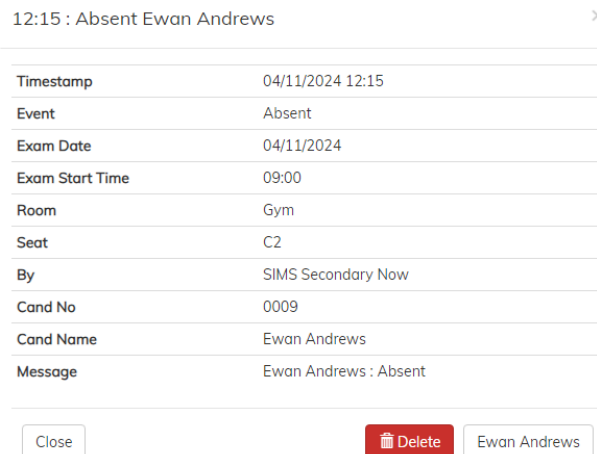 12:15 : Absent Ewan Andrews
Timestamp 04/11/2024 12:15
Event Absent
Exam Date 04/11/2024
Exam Start Time 09:00
Room Gym
Seat C2
By SIMS Secondary Now
Cand No 0009
Cand Name Ewan Andrews
Message Ewan Andrews : Absent
Close Delete Ewan Andrews